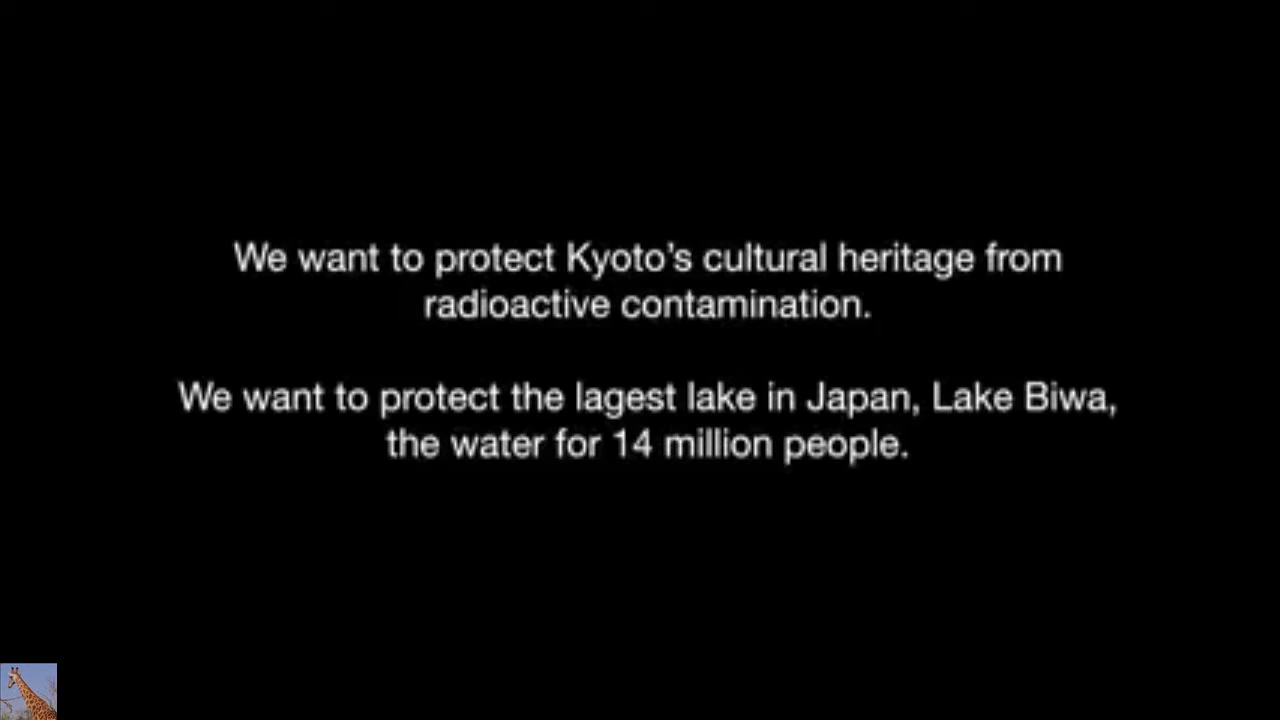 We want to protect Kyoto's cultural heritage from
radioactive contamination.
We want to protect the lagest lake in Japan, Lake Biwa,
the water for 14 million people.